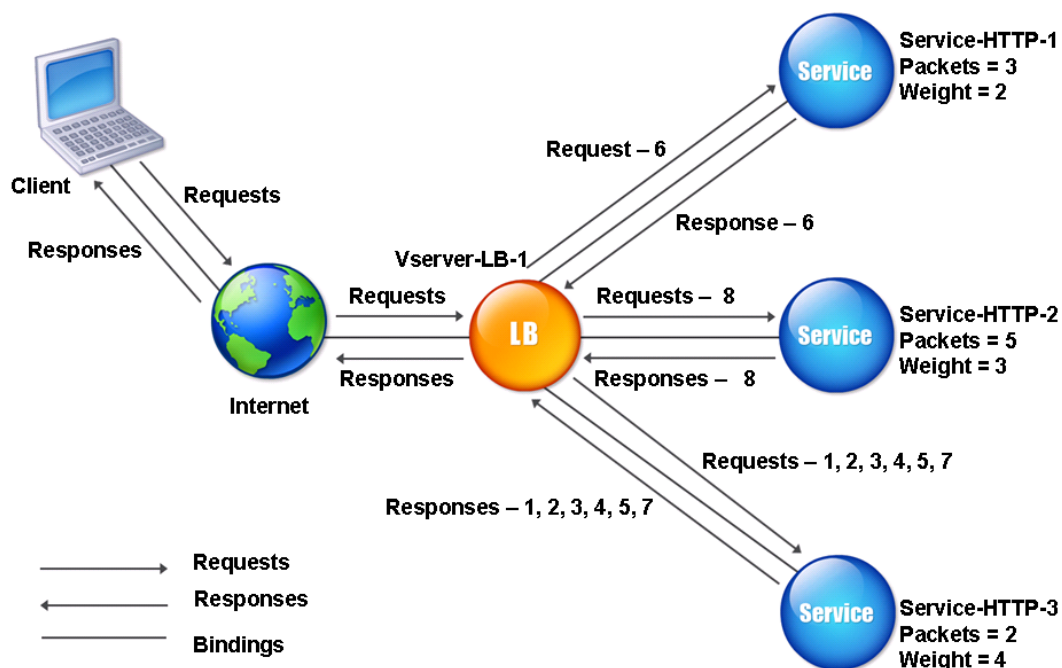 Service-HTTP-1
Packets = 3
Weight = 2
Service
Request – 6
Client
Requests
Response – 6
Responses
Vserver-LB-1
Requests
Requests – 8
Service-HTTP-2
Packets = 5
Weight = 3
LB
Service
Responses
Responses – 8
Internet
Requests – 1, 2, 3, 4, 5, 7
Responses – 1, 2, 3, 4, 5, 7
Requests
Responses
Bindings
Service
Service-HTTP-3
Packets = 2
Weight = 4